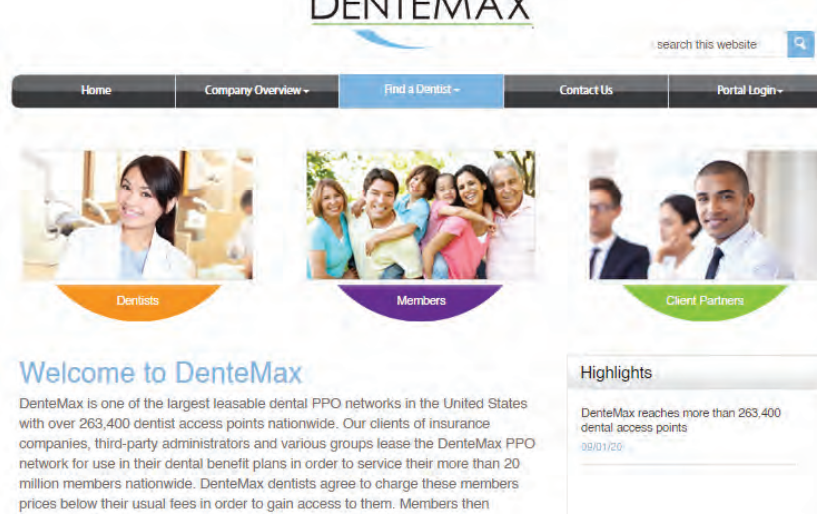 DENTEMAX
search this website
Home
Company Overview
Find a Dentist
Contact Us
Portal Login
Dentists
Members
Client Partners
Welcome to DenteMax
DenteMax is one of the largest leasable dental PPO networks in the United States
with over 263,400 dentist access points nationwide. Our clients of insurance
companies, third-party administrators and various groups lease the DenteMax PPO
network for use in their dental benefit plans in order to service their more than 20
million members nationwide. DenteMax dentists agree to charge these members
prices below their usual fees in order to gain access to them. Members then
Highlights
DenteMax reaches more than 263,400
dental access points
09/01/20